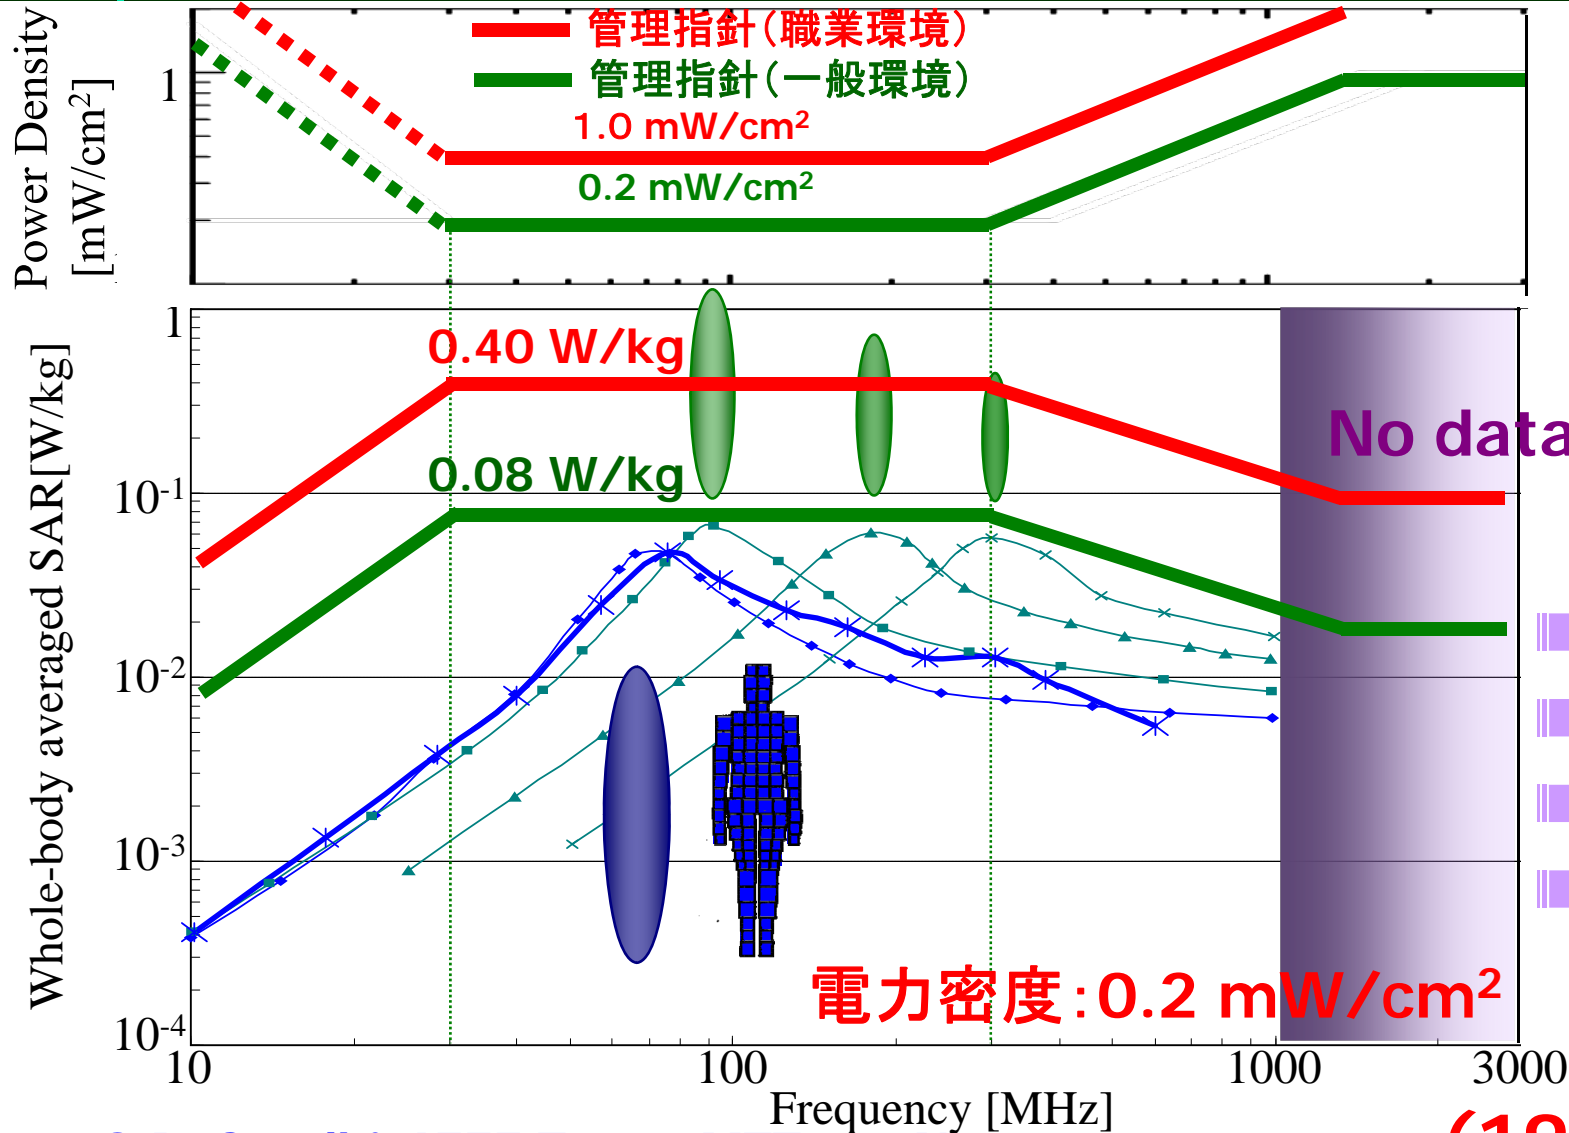 Power Density
[mW/cm²]
1
管理指針(職業環境)
管理指針(一般環境)
1.0 mW/cm²
0.2 mW/cm²
Whole-body averaged SAR[W/kg]
1
10⁻¹
10⁻²
10⁻³
10⁻⁴
0.40 W/kg
0.08 W/kg
No data
電力密度:0.2 mW/cm²
10
100
1000
3000
Frequency [MHz]